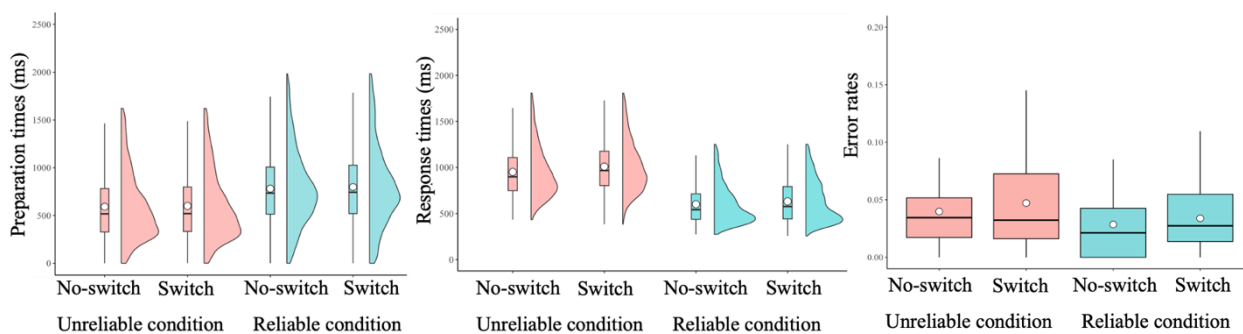 Preparation times (ms)
2500
2000
1500
1000
500
0
No-switch Switch No-switch Switch
Unreliable condition Reliable condition
Response times (ms)
2500
2000
1500
1000
500
0
No-switch Switch No-switch Switch
Unreliable condition Reliable condition
Error rates
0.20
0.15
0.10
0.05
0.00
No-switch Switch No-switch Switch
Unreliable condition Reliable condition